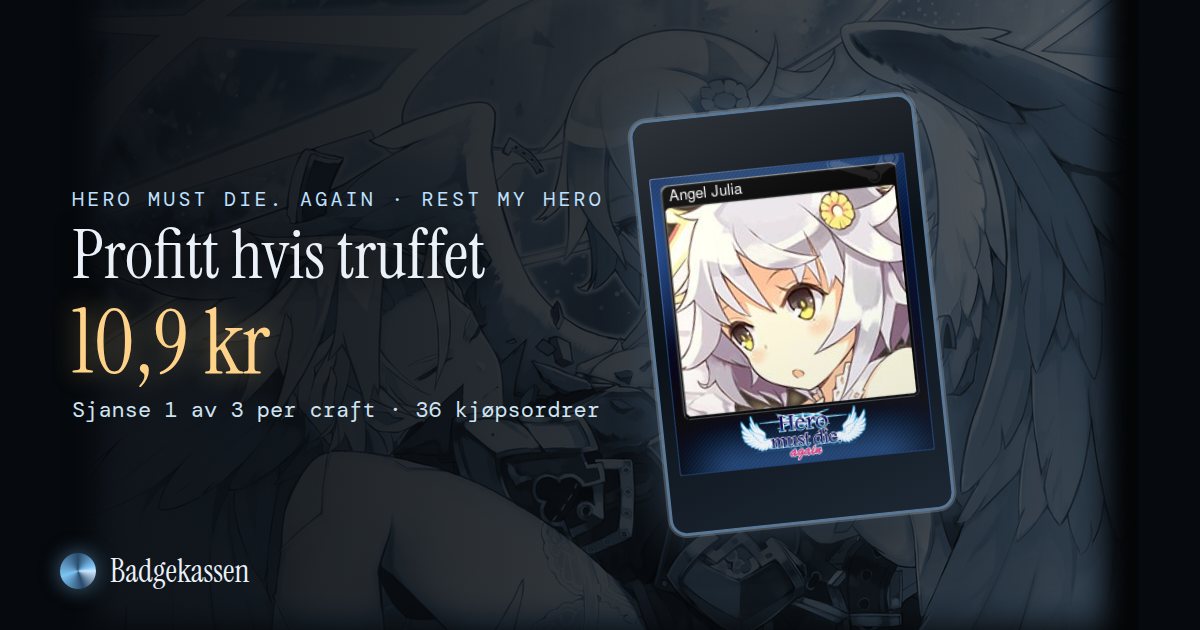 HERO MUST DIE. AGAIN · REST MY HERO
Profitt hvis truffet
10,9 kr
Sjanse 1 av 3 per craft · 36 kjøpsordrer
Angel Julia
Hero
must die.
again
Badgekassen